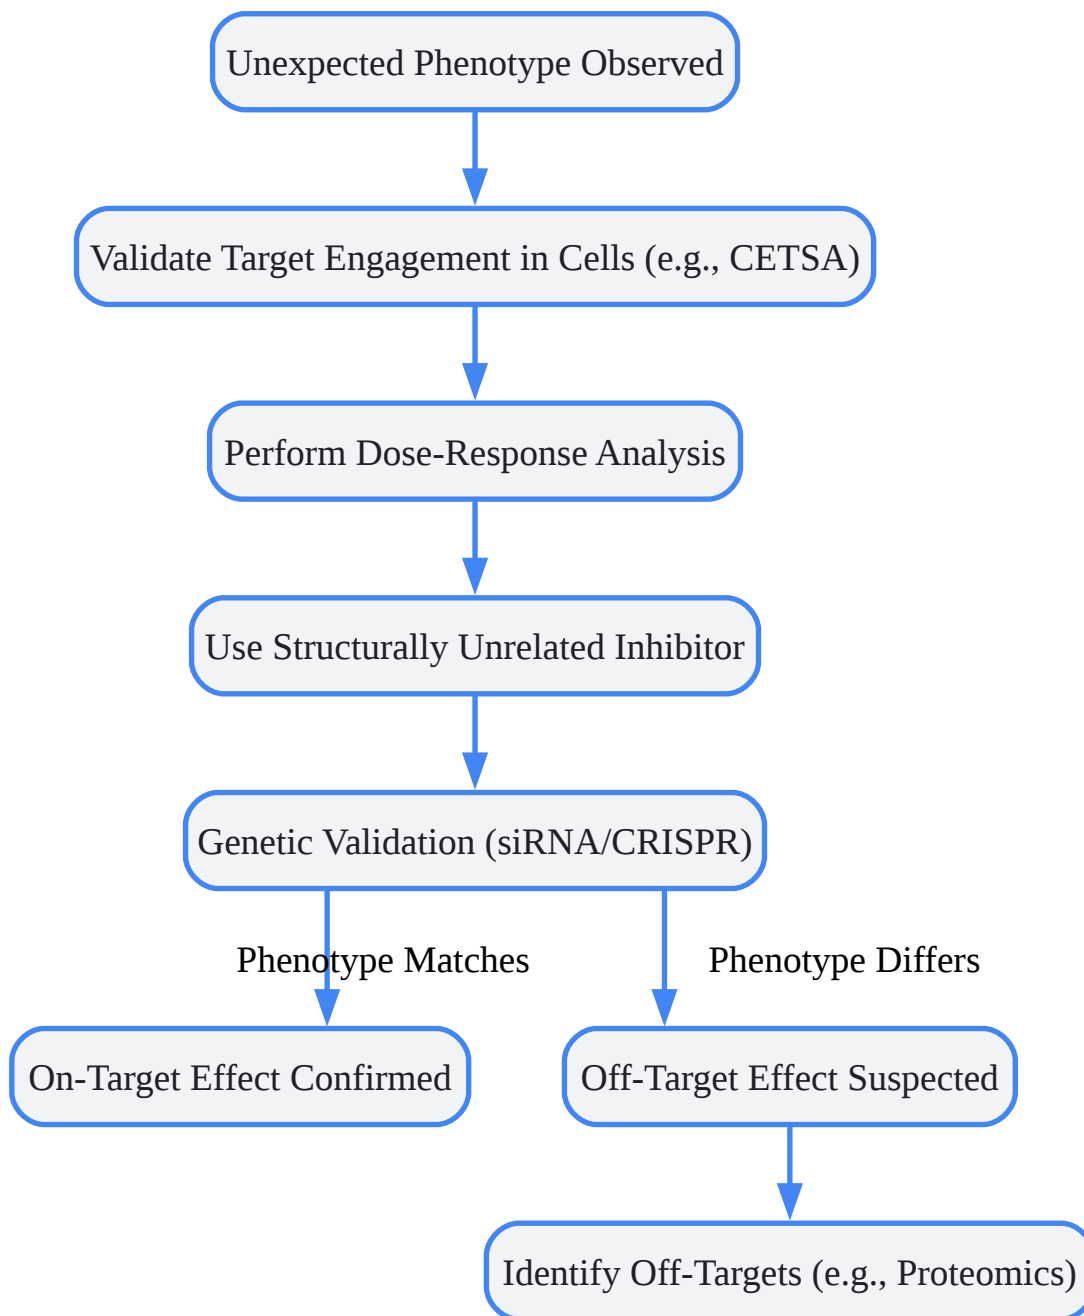 Unexpected Phenotype Observed
Validate Target Engagement in Cells (e.g., CETSA)
Perform Dose-Response Analysis
Use Structurally Unrelated Inhibitor
Genetic Validation (siRNA/CRISPR)
Phenotype Matches
Phenotype Differs
On-Target Effect Confirmed
Off-Target Effect Suspected
Identify Off-Targets (e.g., Proteomics)